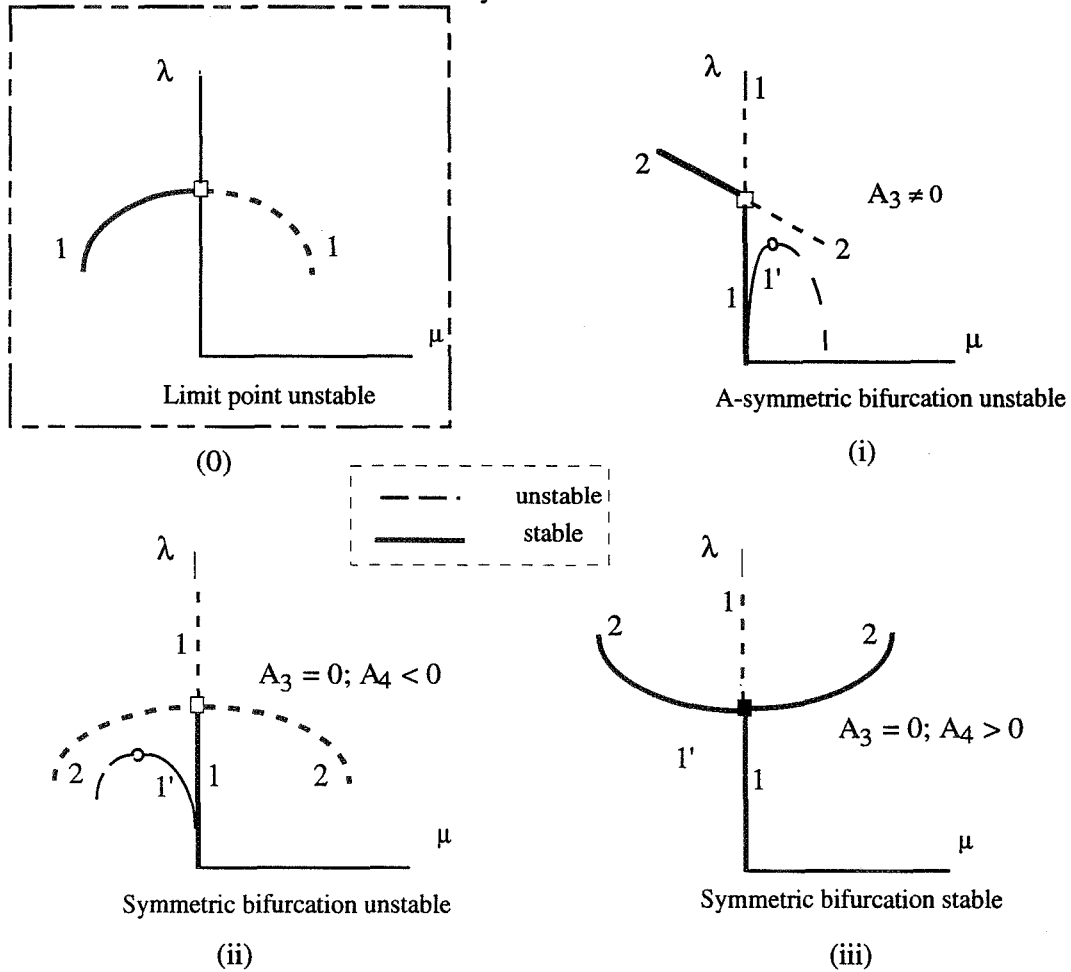 λ
1
1
μ
Limit point unstable
(0)
λ
1
2
A3 ≠ 0
2
1'
1
μ
A-symmetric bifurcation unstable
(i)
unstable
stable
λ
1
A3 = 0; A4 < 0
2
1'
1
2
μ
Symmetric bifurcation unstable
(ii)
λ
1
2
2
A3 = 0; A4 > 0
1'
1
μ
Symmetric bifurcation stable
(iii)